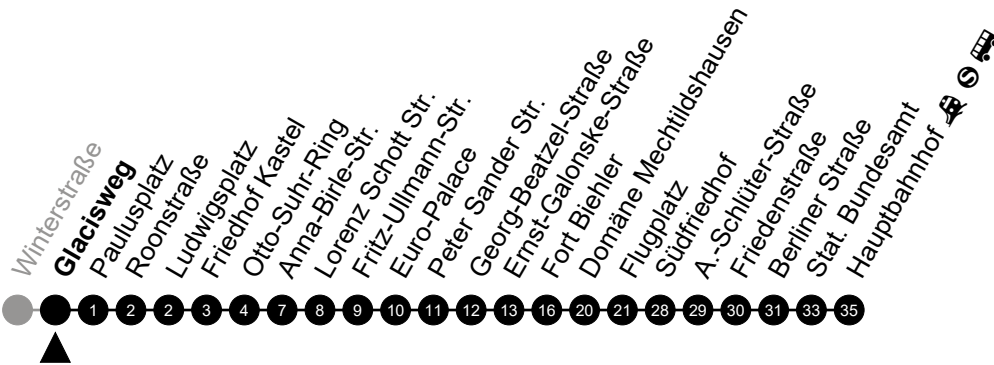 Winterstraße
Glacisweg
Paulusplatz
Roonstraße
Ludwigsplatz
Friedhof Kastel
Otto-Suhr-Ring
Anna-Birle-Str.
Lorenz Schott Str.
Fritz-Ullmann-Str.
Euro-Palace
Peter Sander Str.
Georg-Beatzel-Straße
Ernst-Galonske-Straße
Fort Biehler
Domäne Mechtildshausen
Flugplatz
Südfriedhof
A.-Schlüter-Straße
Friedenstraße
Berliner Straße
Stat. Bundesamt
Hauptbahnhof S
1 2 2 3 4 7 8 9 10 11 12 13 16 20 21 28 29 30 31 33 35